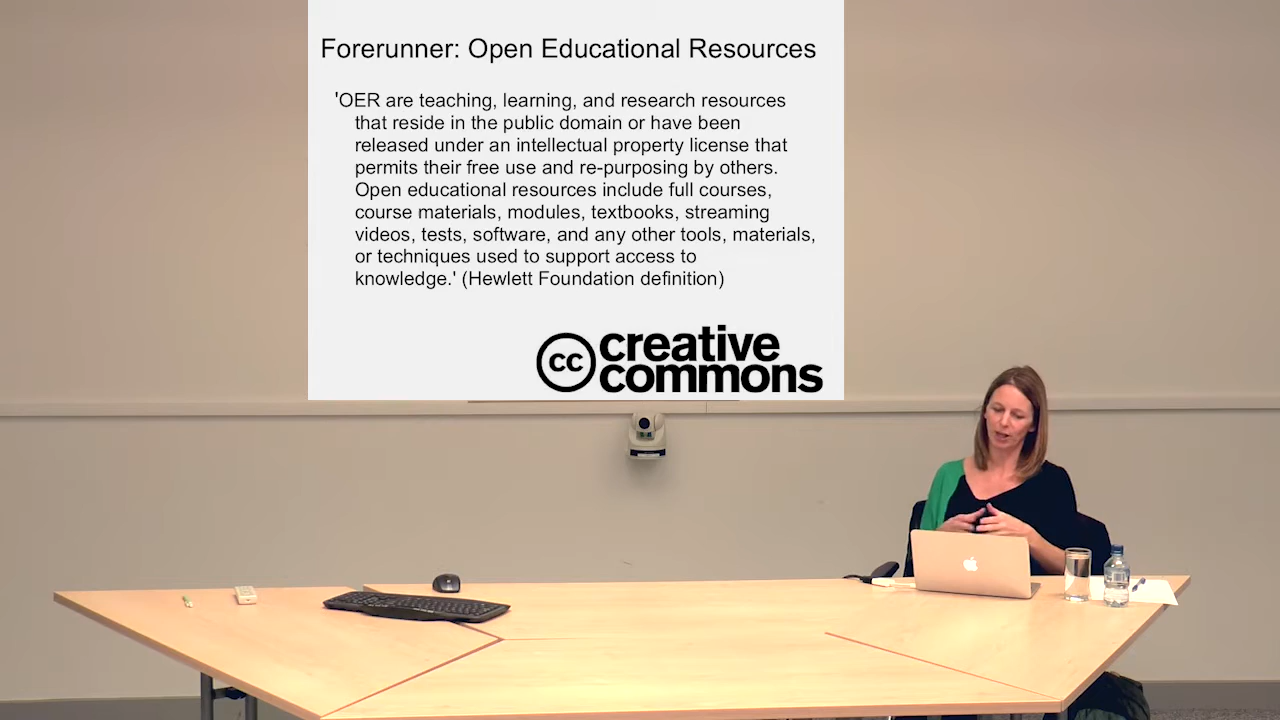 Forerunner: Open Educational Resources
'OER are teaching, learning, and research resources
that reside in the public domain or have been
released under an intellectual property license that
permits their free use and re-purposing by others.
Open educational resources include full courses,
course materials, modules, textbooks, streaming
videos, tests, software, and any other tools, materials,
or techniques used to support access to
knowledge.' (Hewlett Foundation definition)
cc creative
commons